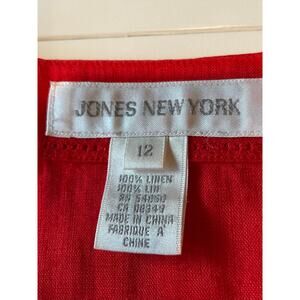 JONES NEW YORK
12
100% LINEN
100% LIN
RN 54050
CA 08349
MADE IN CHINA
FABRIQUE A'
CHINE